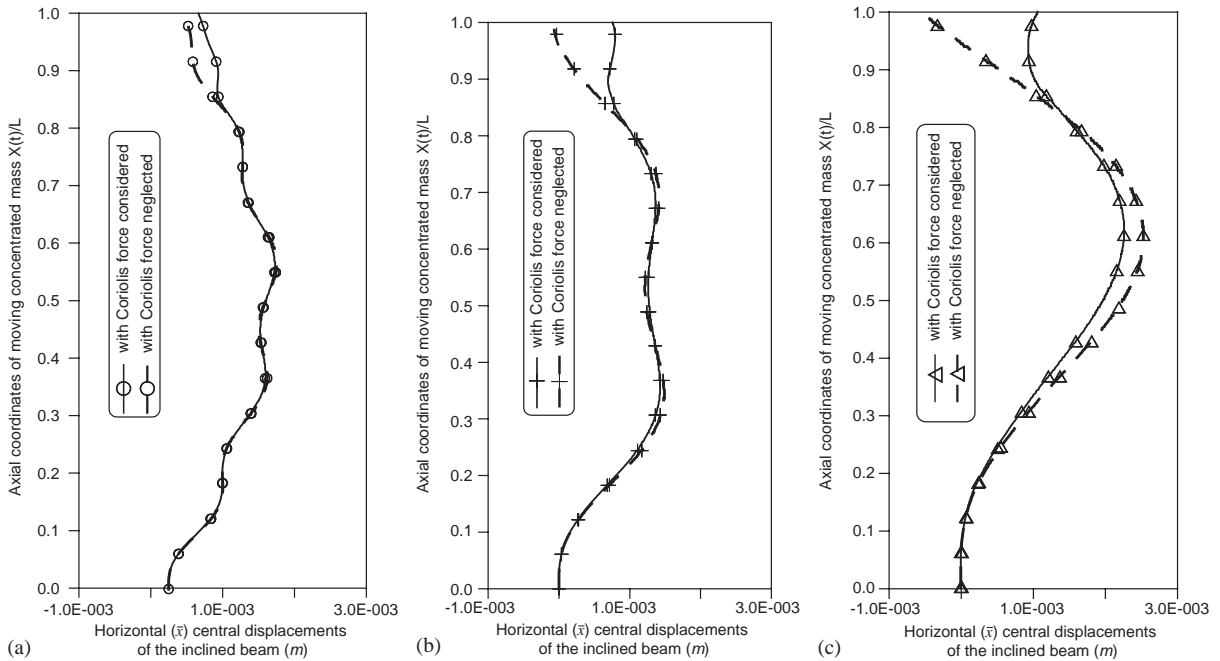 1.0
0.9
0.8
0.7
0.6
0.5
0.4
0.3
0.2
0.1
0.0
Axial coordinates of moving concentrated mass X(t)/L
with Coriolis force considered
with Coriolis force neglected
-1.0E-003 1.0E-003 3.0E-003
Horizontal (x̄) central displacements
of the inclined beam (m)
(a)
1.0
0.9
0.8
0.7
0.6
0.5
0.4
0.3
0.2
0.1
0.0
Axial coordinates of moving concentrated mass X(t)/L
with Coriolis force considered
with Coriolis force neglected
-1.0E-003 1.0E-003 3.0E-003
Horizontal (x̄) central displacements
of the inclined beam (m)
(b)
1.0
0.9
0.8
0.7
0.6
0.5
0.4
0.3
0.2
0.1
0.0
Axial coordinates of moving concentrated mass X(t)/L
with Coriolis force considered
with Coriolis force neglected
-1.0E-003 1.0E-003 3.0E-003
Horizontal (x̄) central displacements
of the inclined beam (m)
(c)